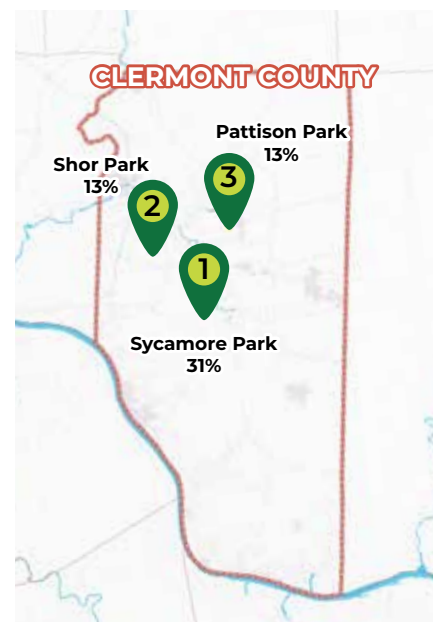 CLERMONT COUNTY
Pattison Park
13%
Shor Park
13%
3
2
1
Sycamore Park
31%